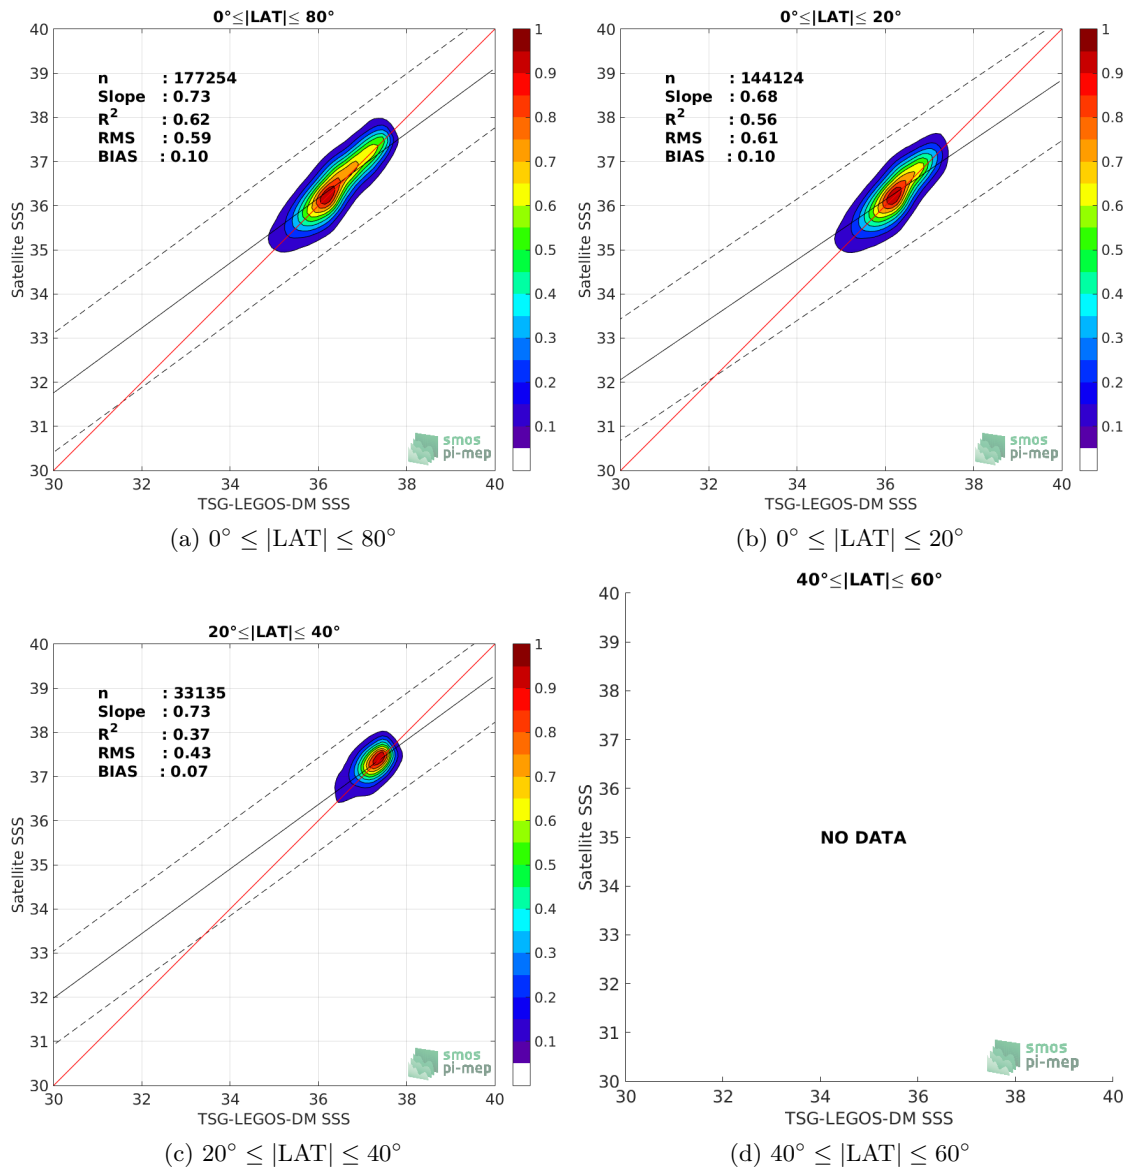 0°≤|LAT|≤ 80°
n : 177254
Slope : 0.73
R² : 0.62
RMS : 0.59
BIAS : 0.10
40
39
38
37
36
35
34
33
32
31
30
30 32 34 36 38 40
Satellite SSS
TSG-LEGOS-DM SSS
1
0.9
0.8
0.7
0.6
0.5
0.4
0.3
0.2
0.1
smos
pi-mep
(a) 0° ≤ |LAT| ≤ 80°
0°≤|LAT|≤ 20°
n : 144124
Slope : 0.68
R² : 0.56
RMS : 0.61
BIAS : 0.10
40
39
38
37
36
35
34
33
32
31
30
30 32 34 36 38 40
Satellite SSS
TSG-LEGOS-DM SSS
1
0.9
0.8
0.7
0.6
0.5
0.4
0.3
0.2
0.1
smos
pi-mep
(b) 0° ≤ |LAT| ≤ 20°
20°≤|LAT|≤ 40°
n : 33135
Slope : 0.73
R² : 0.37
RMS : 0.43
BIAS : 0.07
40
39
38
37
36
35
34
33
32
31
30
30 32 34 36 38 40
Satellite SSS
TSG-LEGOS-DM SSS
1
0.9
0.8
0.7
0.6
0.5
0.4
0.3
0.2
0.1
smos
pi-mep
(c) 20° ≤ |LAT| ≤ 40°
40°≤|LAT|≤ 60°
40
39
38
37
36
35
34
33
32
31
30
30 32 34 36 38 40
Satellite SSS
NO DATA
TSG-LEGOS-DM SSS
smos
pi-mep
(d) 40° ≤ |LAT| ≤ 60°